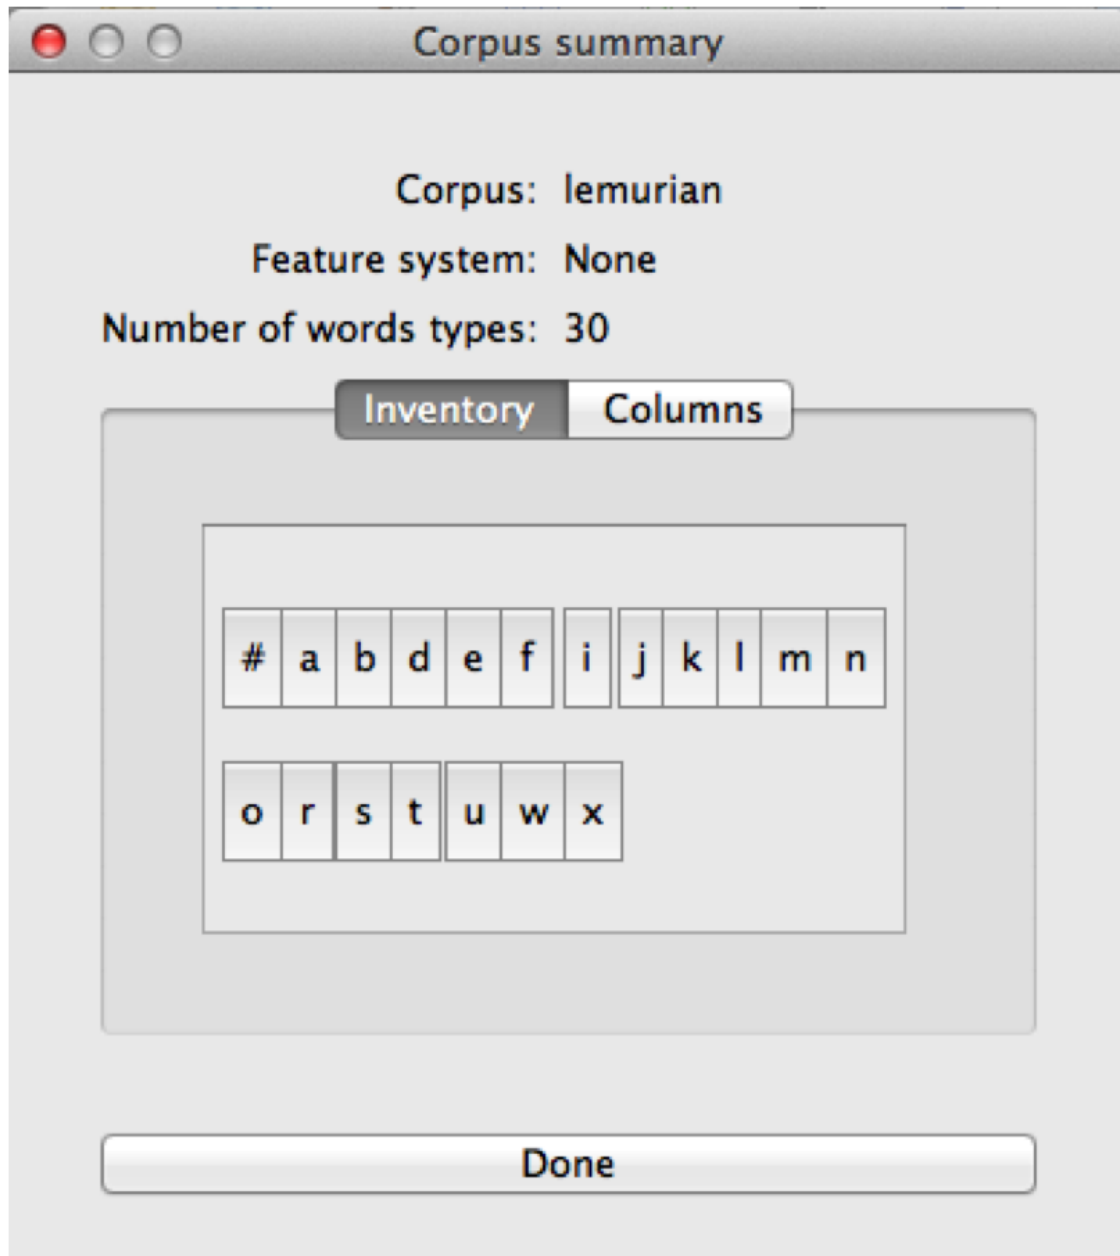 Corpus summary
Corpus: lemurian
Feature system: None
Number of words types: 30
Inventory Columns
# a b d e f i j k l m n
o r s t u w x
Done